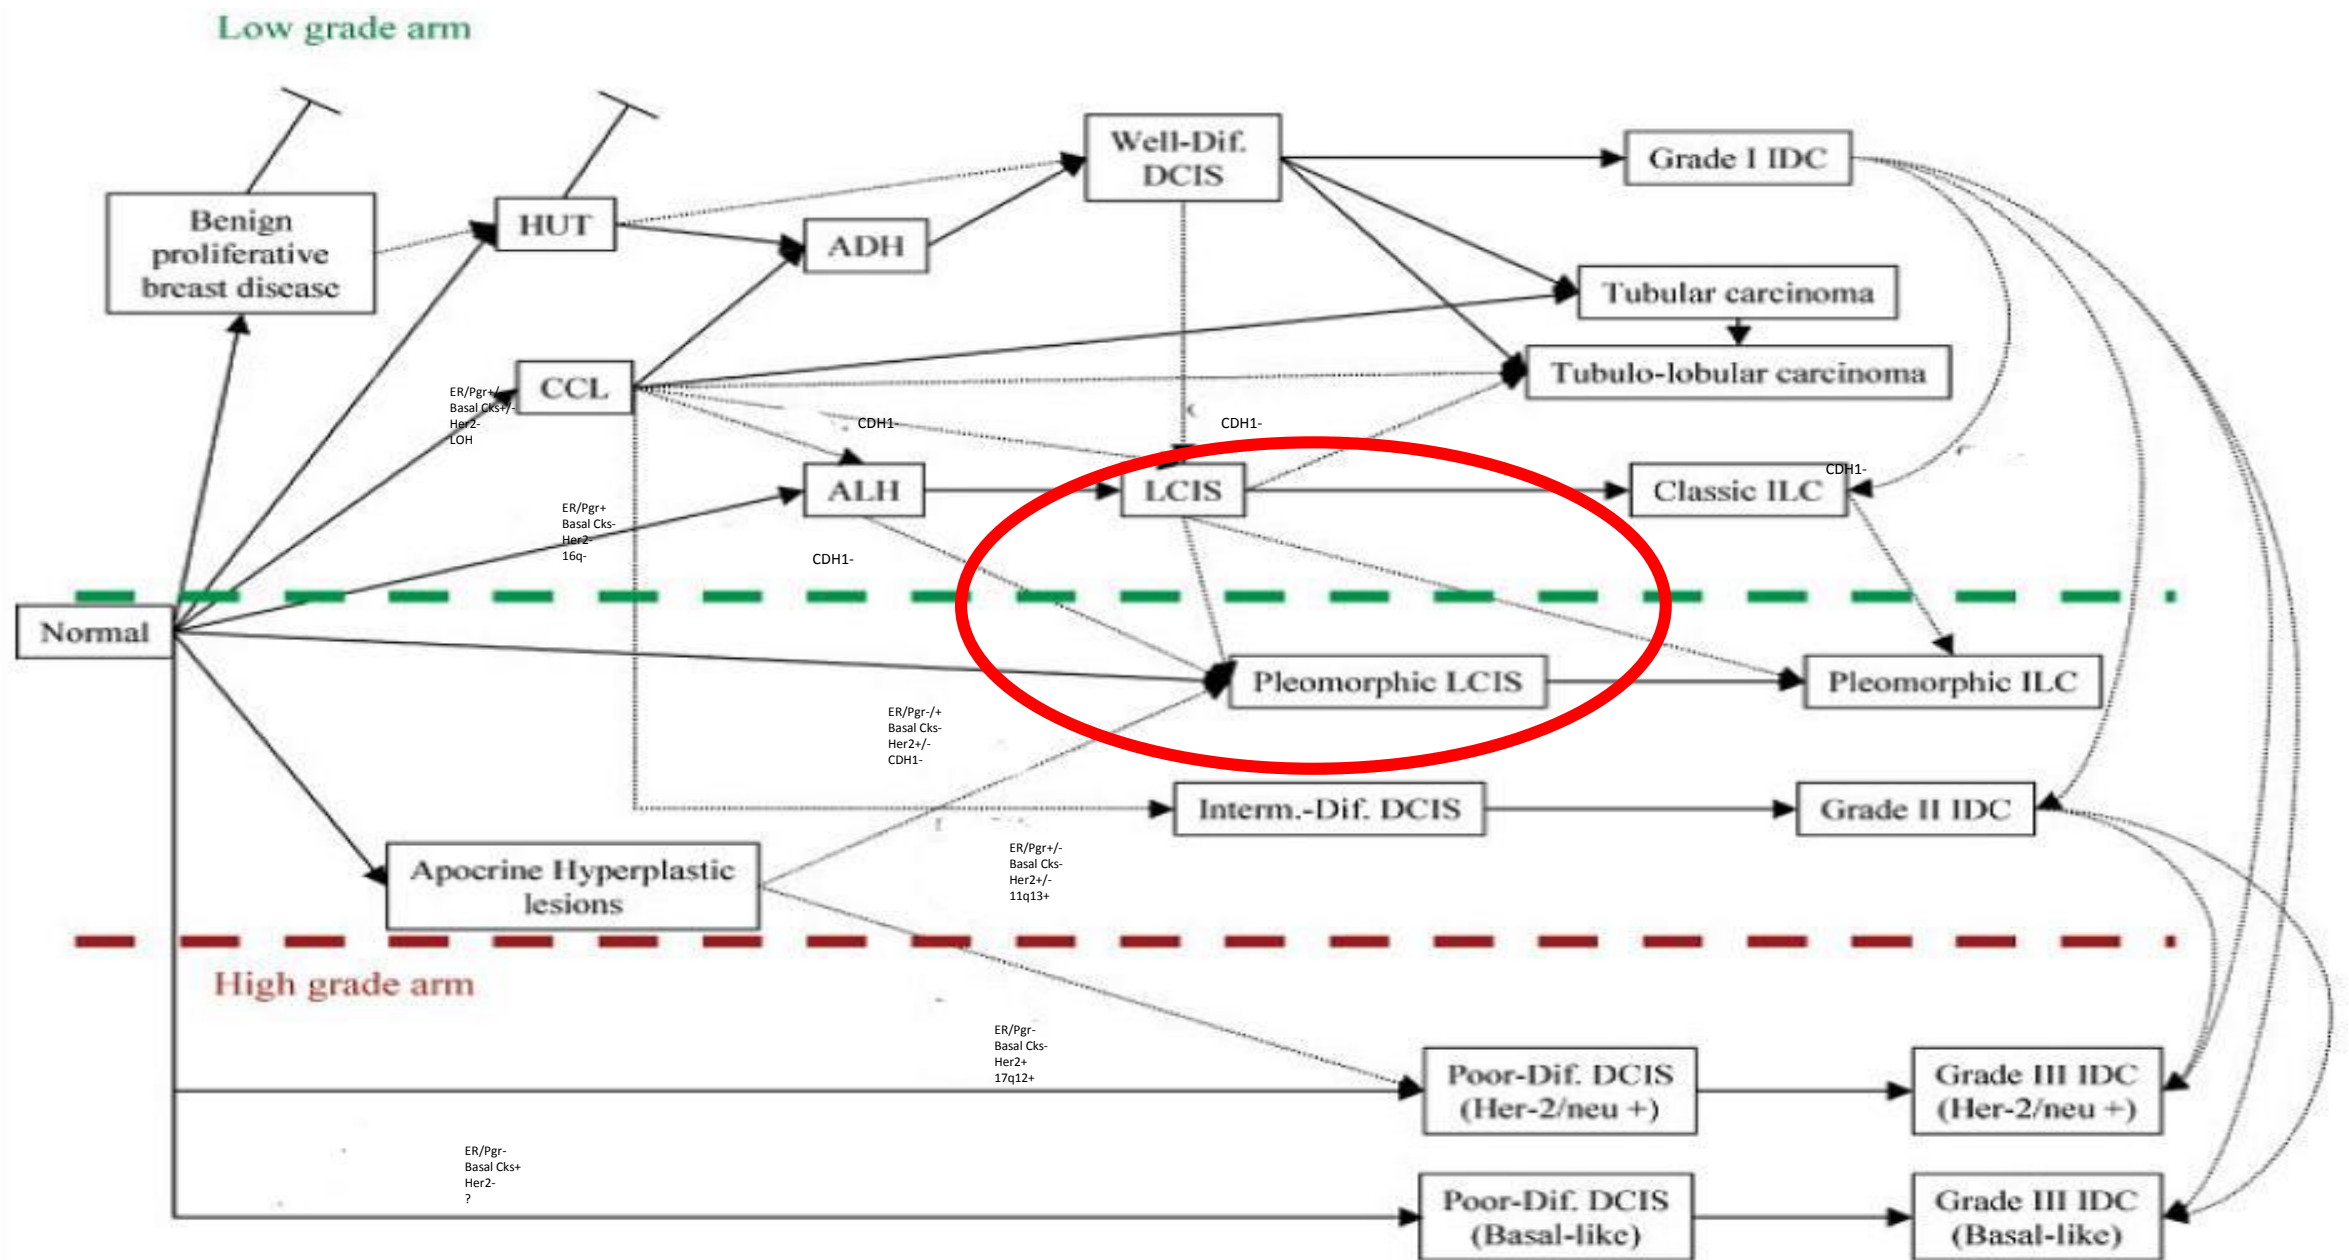 Low grade arm
Well-Dif.
DCIS
Grade I IDC
Benign
proliferative
breast disease
HUT
ADH
Tubular carcinoma
Tubulo-lobular carcinoma
CCL
ER/Pgr+/-
Basal Cks+/-
Her2-
LOH
CDH1-
CDH1-
ALH
LCIS
Classic ILC
CDH1-
ER/Pgr+
Basal Cks-
Her2-
16q-
CDH1-
Normal
Pleomorphic LCIS
Pleomorphic ILC
ER/Pgr-/+
Basal Cks-
Her2+/-
CDH1-
Interm.-Dif. DCIS
Grade II IDC
Apocrine Hyperplastic
lesions
ER/Pgr+/-
Basal Cks-
Her2+/-
11q13+
High grade arm
ER/Pgr-
Basal Cks-
Her2+
17q12+
Poor-Dif. DCIS
(Her-2/neu +)
Grade III IDC
(Her-2/neu +)
ER/Pgr-
Basal Cks+
Her2-
?
Poor-Dif. DCIS
(Basal-like)
Grade III IDC
(Basal-like)